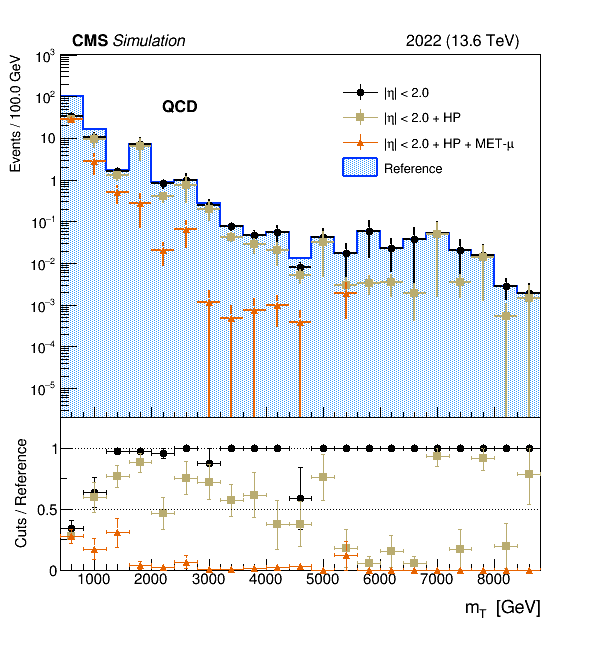 CMS Simulation 2022 (13.6 TeV)
Events / 100.0 GeV
10³
10²
10
1
10⁻¹
10⁻²
10⁻³
10⁻⁴
10⁻⁵
QCD
|η| < 2.0
|η| < 2.0 + HP
|η| < 2.0 + HP + MET-μ
Reference
Cuts / Reference
1
0.5
0
1000 2000 3000 4000 5000 6000 7000 8000
m_T [GeV]